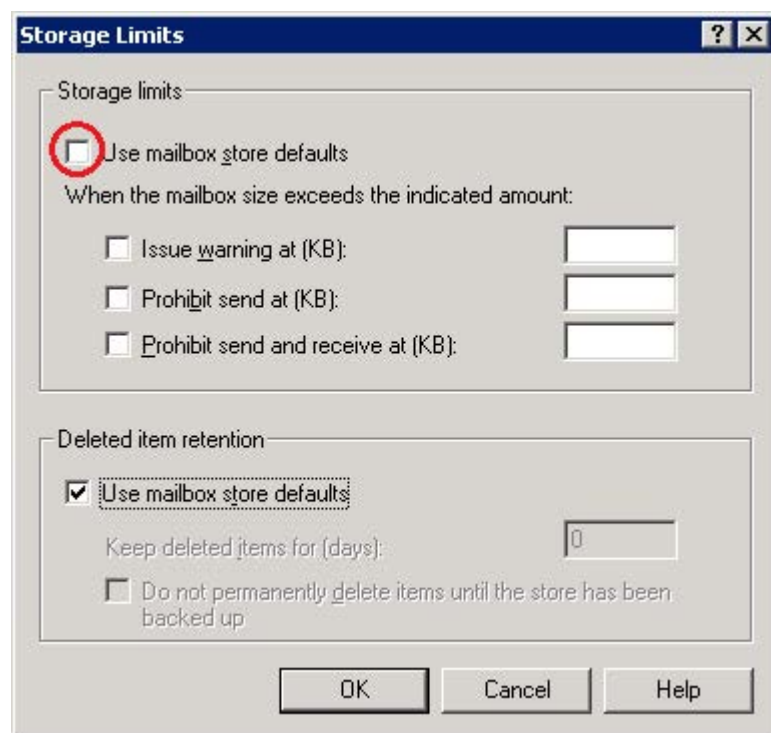 Storage Limits
Storage limits
Use mailbox store defaults
When the mailbox size exceeds the indicated amount:
Issue warning at (KB):
Prohibit send at (KB):
Prohibit send and receive at (KB):
Deleted item retention
Use mailbox store defaults
Keep deleted items for (days):
0
Do not permanently delete items until the store has been
backed up
OK
Cancel
Help